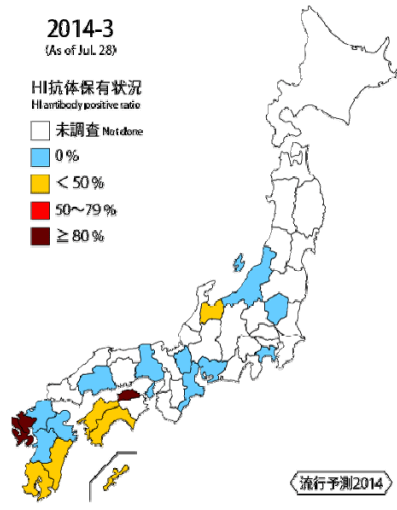 2014-3
(As of Jul. 28)
HI抗体保有状況
HI antibody positive ratio
未調査 Not done
0 %
< 50 %
50〜79 %
≧ 80 %
流行予測2014